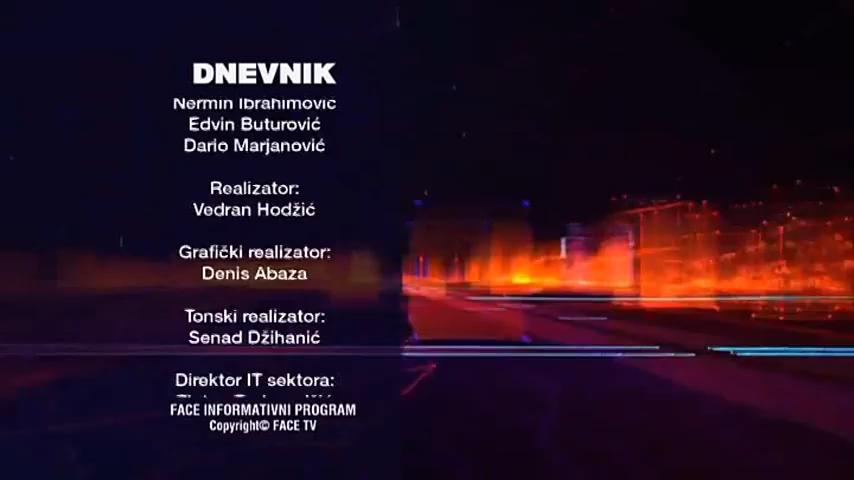 DNEVNIK
Nermin Ibrahimović
Edvin Buturović
Dario Marjanović
Realizator:
Vedran Hodžić
Grafički realizator:
Denis Abaza
Tonski realizator:
Senad Džihanić
Direktor IT sektora:
FACE INFORMATIVNI PROGRAM
Copyright© FACE TV